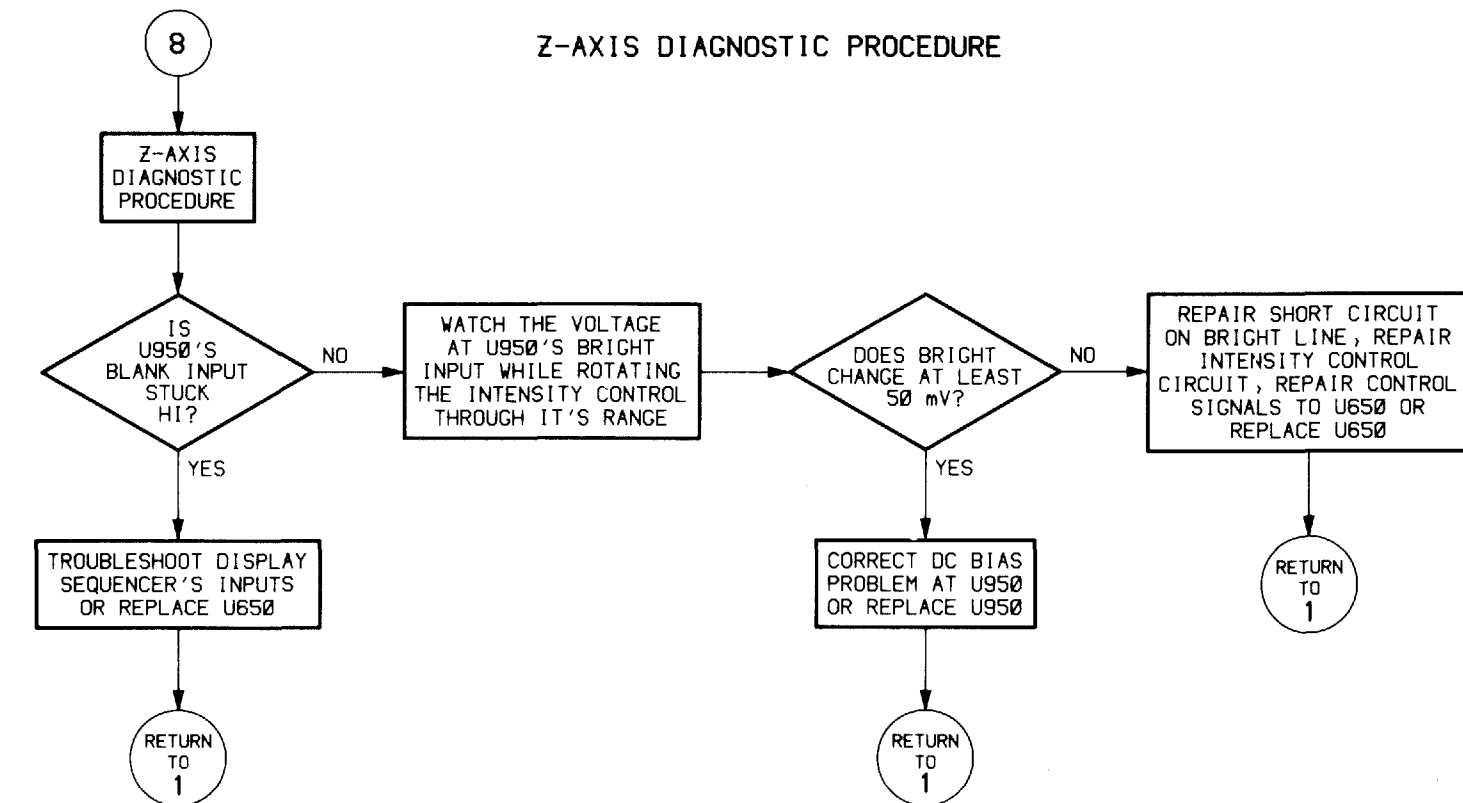 8
Z-AXIS DIAGNOSTIC PROCEDURE
Z-AXIS
DIAGNOSTIC
PROCEDURE
IS
U950'S
BLANK INPUT
STUCK
HI?
NO
YES
WATCH THE VOLTAGE
AT U950'S BRIGHT
INPUT WHILE ROTATING
THE INTENSITY CONTROL
THROUGH IT'S RANGE
DOES BRIGHT
CHANGE AT LEAST
50 mV?
NO
YES
REPAIR SHORT CIRCUIT
ON BRIGHT LINE, REPAIR
INTENSITY CONTROL
CIRCUIT, REPAIR CONTROL
SIGNALS TO U650 OR
REPLACE U650
TROUBLESHOOT DISPLAY
SEQUENCER'S INPUTS
OR REPLACE U650
CORRECT DC BIAS
PROBLEM AT U950
OR REPLACE U950
RETURN
TO
1
RETURN
TO
1
RETURN
TO
1